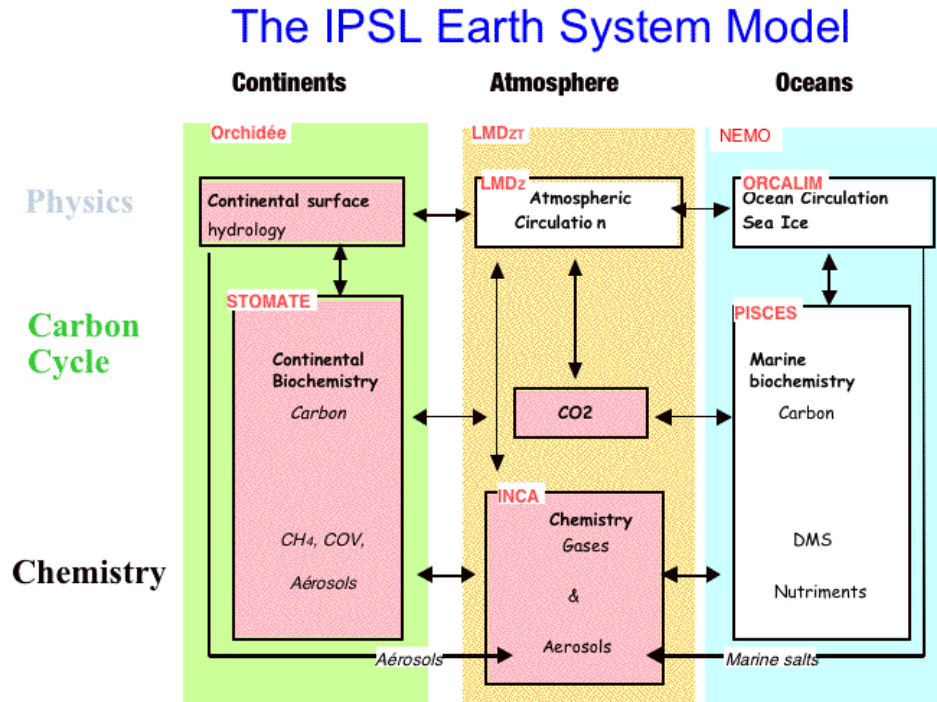 The IPSL Earth System Model
Continents
Atmosphere
Oceans
Orchidée
LMDZT
NEMO
Physics
Continental surface
hydrology
LMDz
Atmospheric
Circulatio n
ORCALIM
Ocean Circulation
Sea Ice
Carbon
Cycle
STOMATE
Continental
Biochemistry
Carbon
CO2
PISCES
Marine
biochemistry
Carbon
Chemistry
CH4, COV,
Aérosols
INCA
Chemistry
Gases
&
Aerosols
DMS
Nutriments
Aérosols
Marine salts